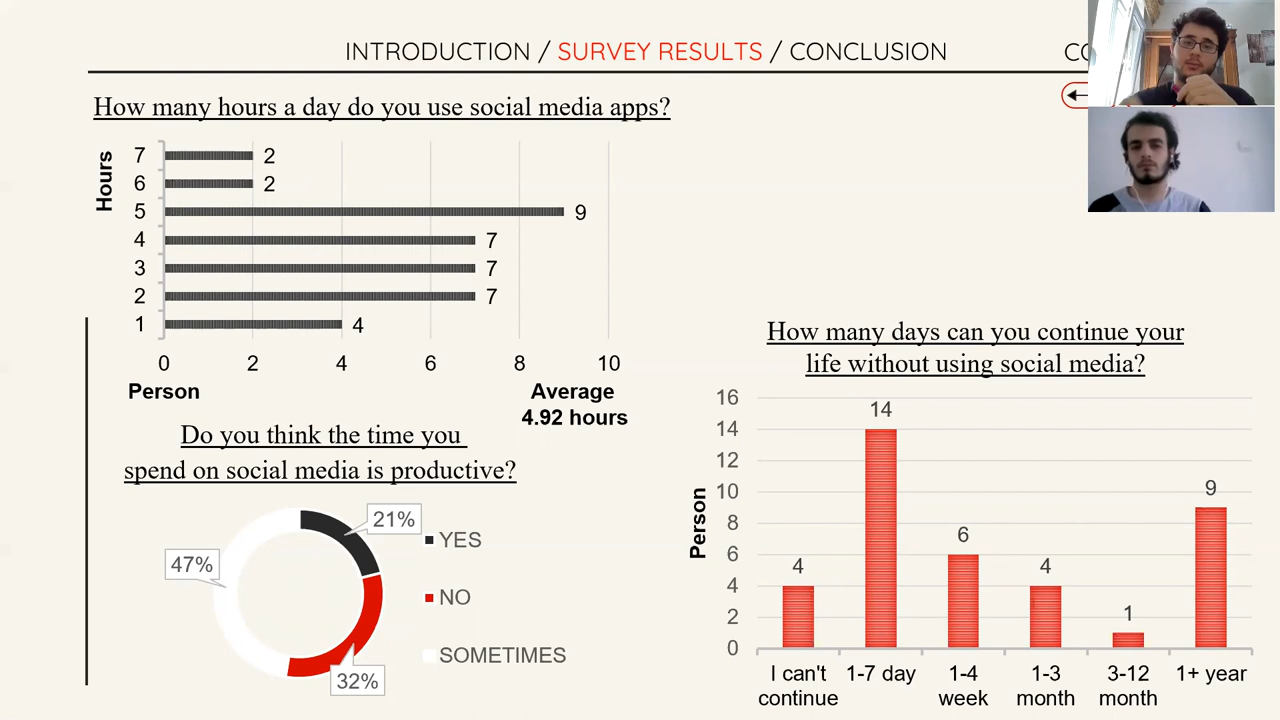 INTRODUCTION / SURVEY RESULTS / CONCLUSION
How many hours a day do you use social media apps?
Hours
7 2
6 2
5 9
4 7
3 7
2 7
1 4
0 2 4 6 8 10
Person
Average
4.92 hours
Do you think the time you
spend on social media is productive?
21%
47%
32%
YES
NO
SOMETIMES
How many days can you continue your
life without using social media?
Person
16
14
12
10
8
6
4
2
0
4 14 6 4 1 9
I can't continue
1-7 day
1-4 week
1-3 month
3-12 month
1+ year